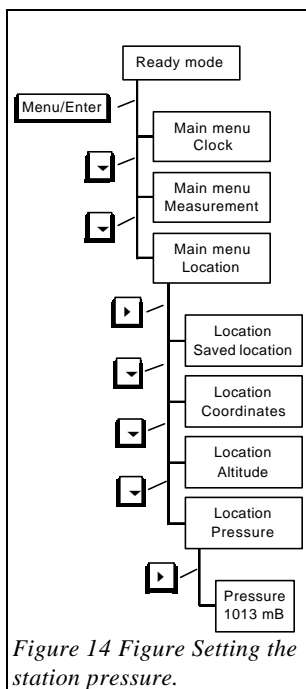 Ready mode
Menu/Enter
Main menu
Clock
Main menu
Measurement
Main menu
Location
Location
Saved location
Location
Coordinates
Location
Altitude
Location
Pressure
Pressure
1013 mB
Figure 14 Figure Setting the
station pressure.